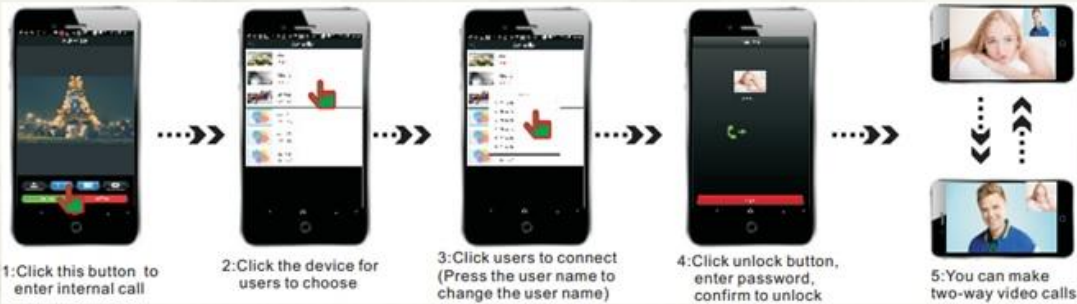 1:Click this button to
enter internal call
2:Click the device for
users to choose
3:Click users to connect
(Press the user name to
change the user name)
4:Click unlock button,
enter password,
confirm to unlock
5:You can make
two-way video calls